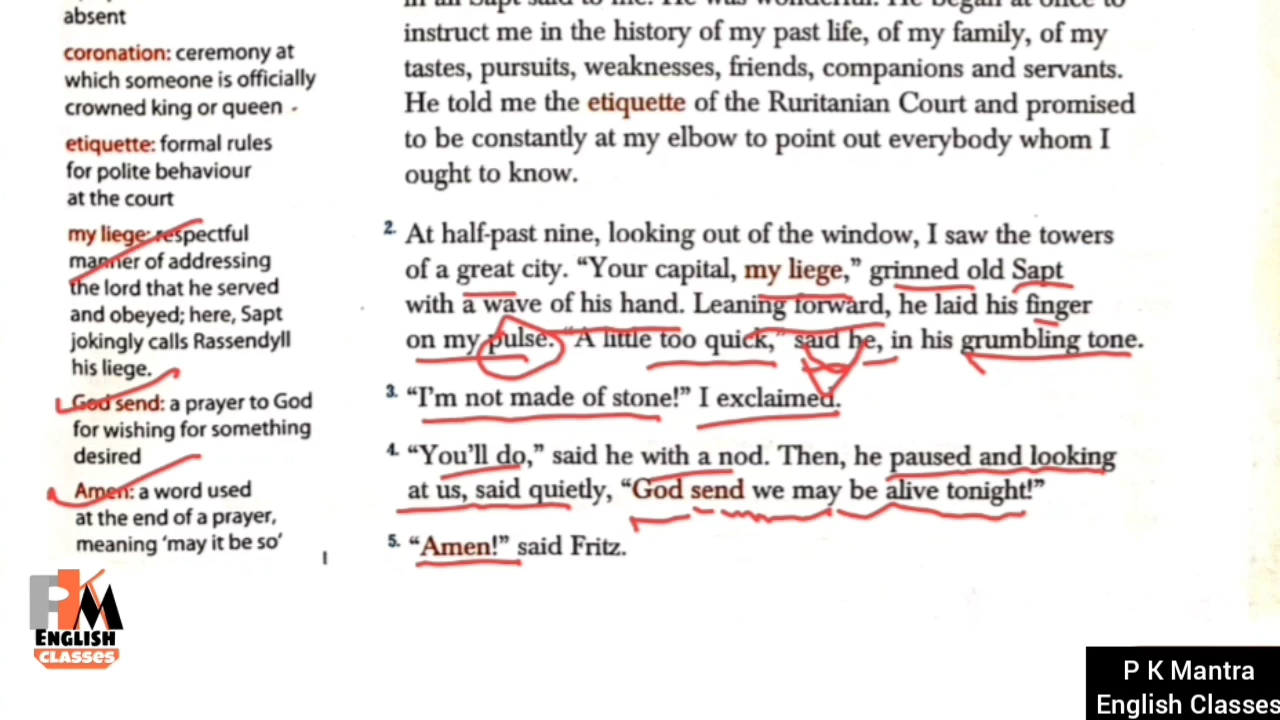 absent
coronation: ceremony at
which someone is officially
crowned king or queen
etiquette: formal rules
for polite behaviour
at the court
my liege: respectful
manner of addressing
the lord that he served
and obeyed; here, Sapt
jokingly calls Rassendyll
his liege.
God send: a prayer to God
for wishing for something
desired
Amen: a word used
at the end of a prayer,
meaning ‘may it be so’
instruct me in the history of my past life, of my family, of my
tastes, pursuits, weaknesses, friends, companions and servants.
He told me the etiquette of the Ruritanian Court and promised
to be constantly at my elbow to point out everybody whom I
ought to know.
2. At half-past nine, looking out of the window, I saw the towers
of a great city. “Your capital, my liege,” grinned old Sapt
with a wave of his hand. Leaning forward, he laid his finger
on my pulse. “A little too quick,” said he, in his grumbling tone.
3. “I'm not made of stone!” I exclaimed.
4. “You'll do,” said he with a nod. Then, he paused and looking
at us, said quietly, “God send we may be alive tonight!”
5. “Amen!” said Fritz.
PM
ENGLISH
CLASSES
P K Mantra
English Classes